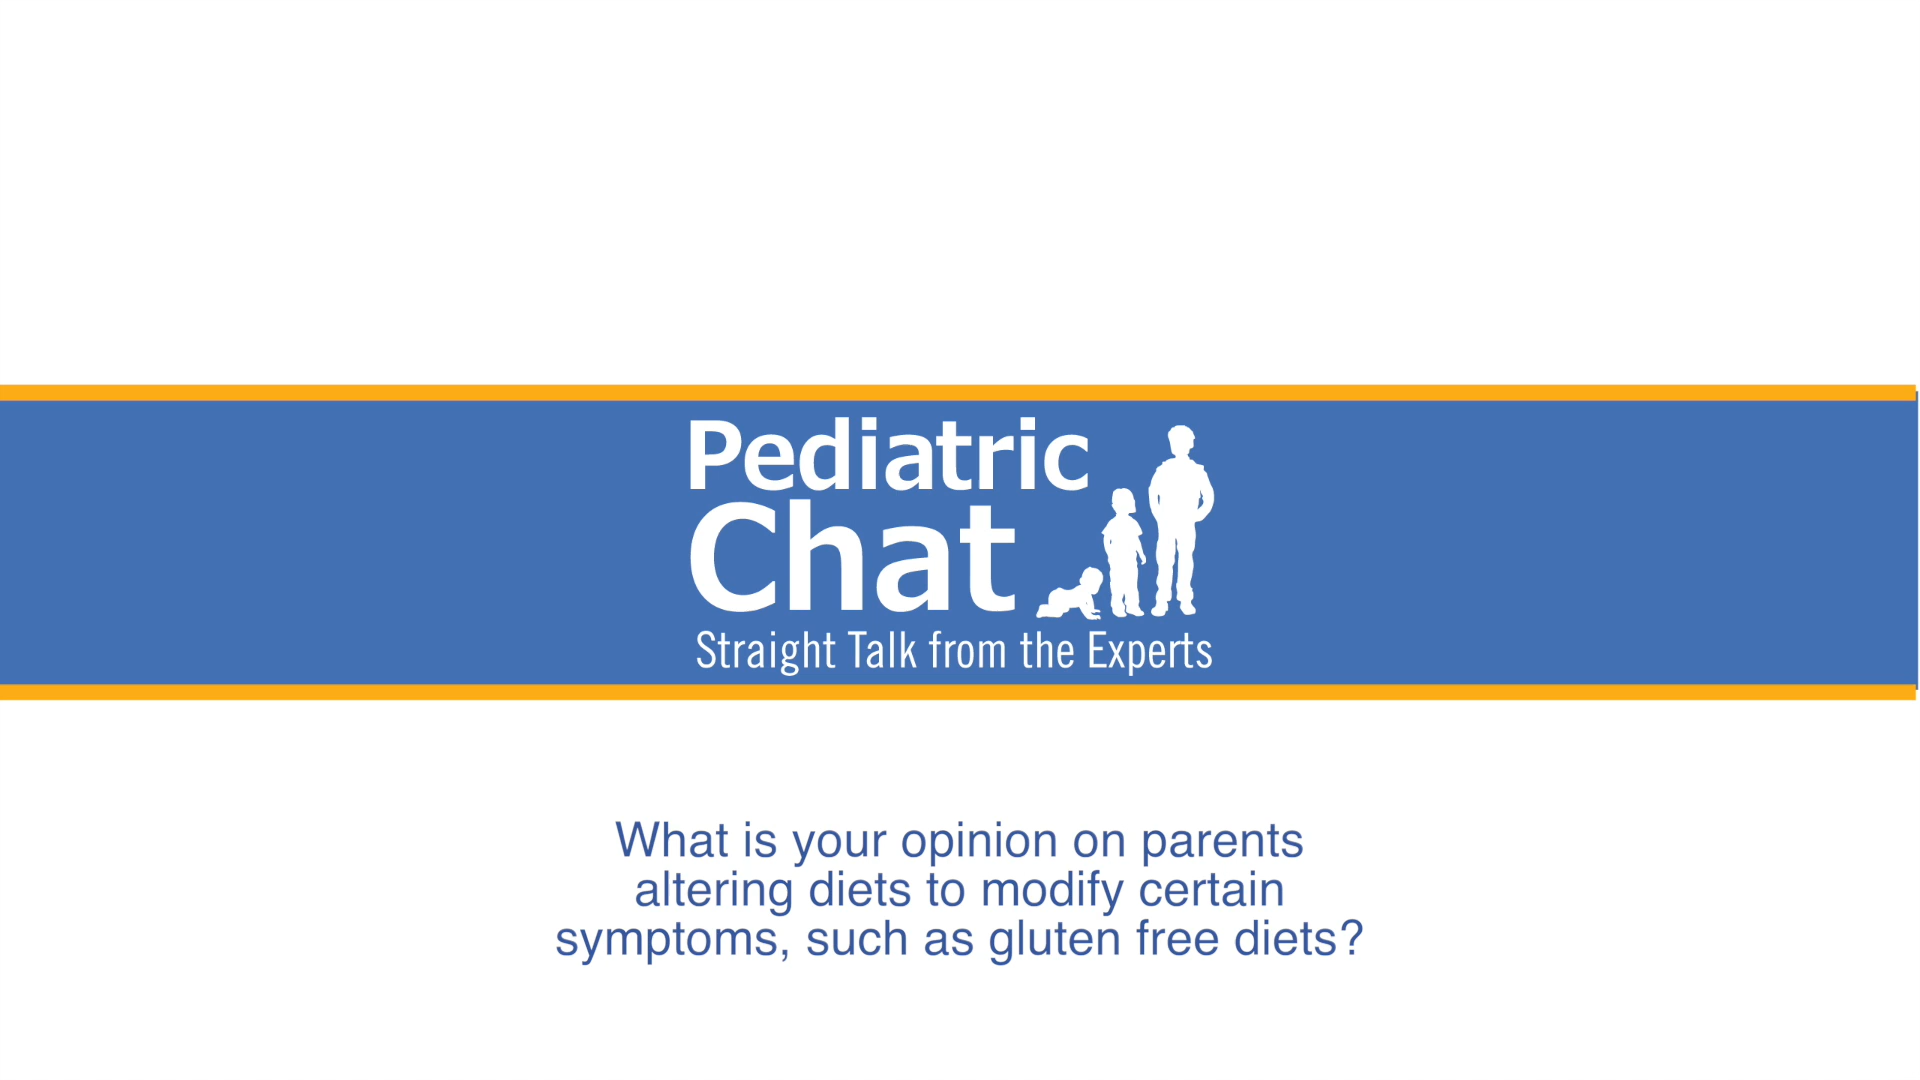 Pediatric
Chat
Straight Talk from the Experts
What is your opinion on parents
altering diets to modify certain
symptoms, such as gluten free diets?